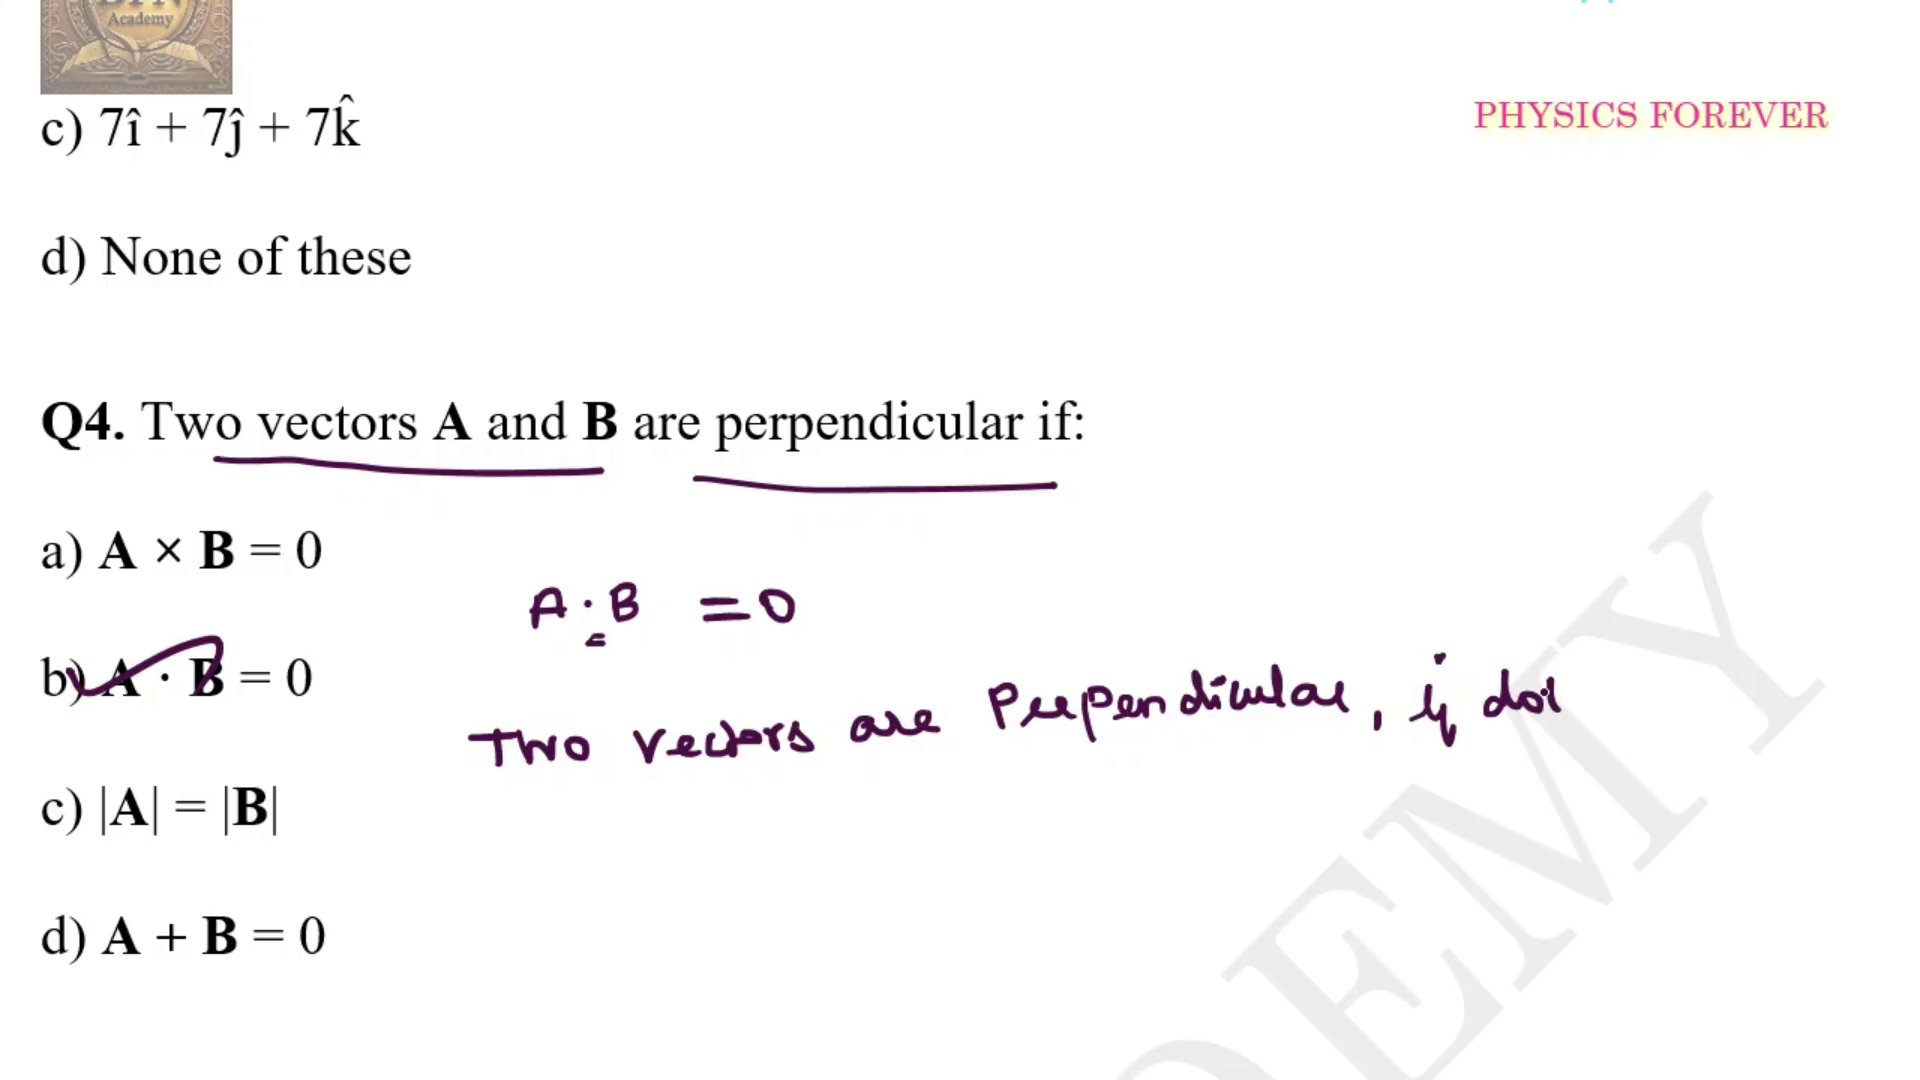 Academy
c) 7î + 7ĵ + 7k̂
PHYSICS FOREVER
d) None of these
Q4. Two vectors A and B are perpendicular if:
a) A × B = 0
A · B = 0
b) A · B = 0
Two vectors are Perpendicular, if dot
c) |A| = |B|
d) A + B = 0
DEMY